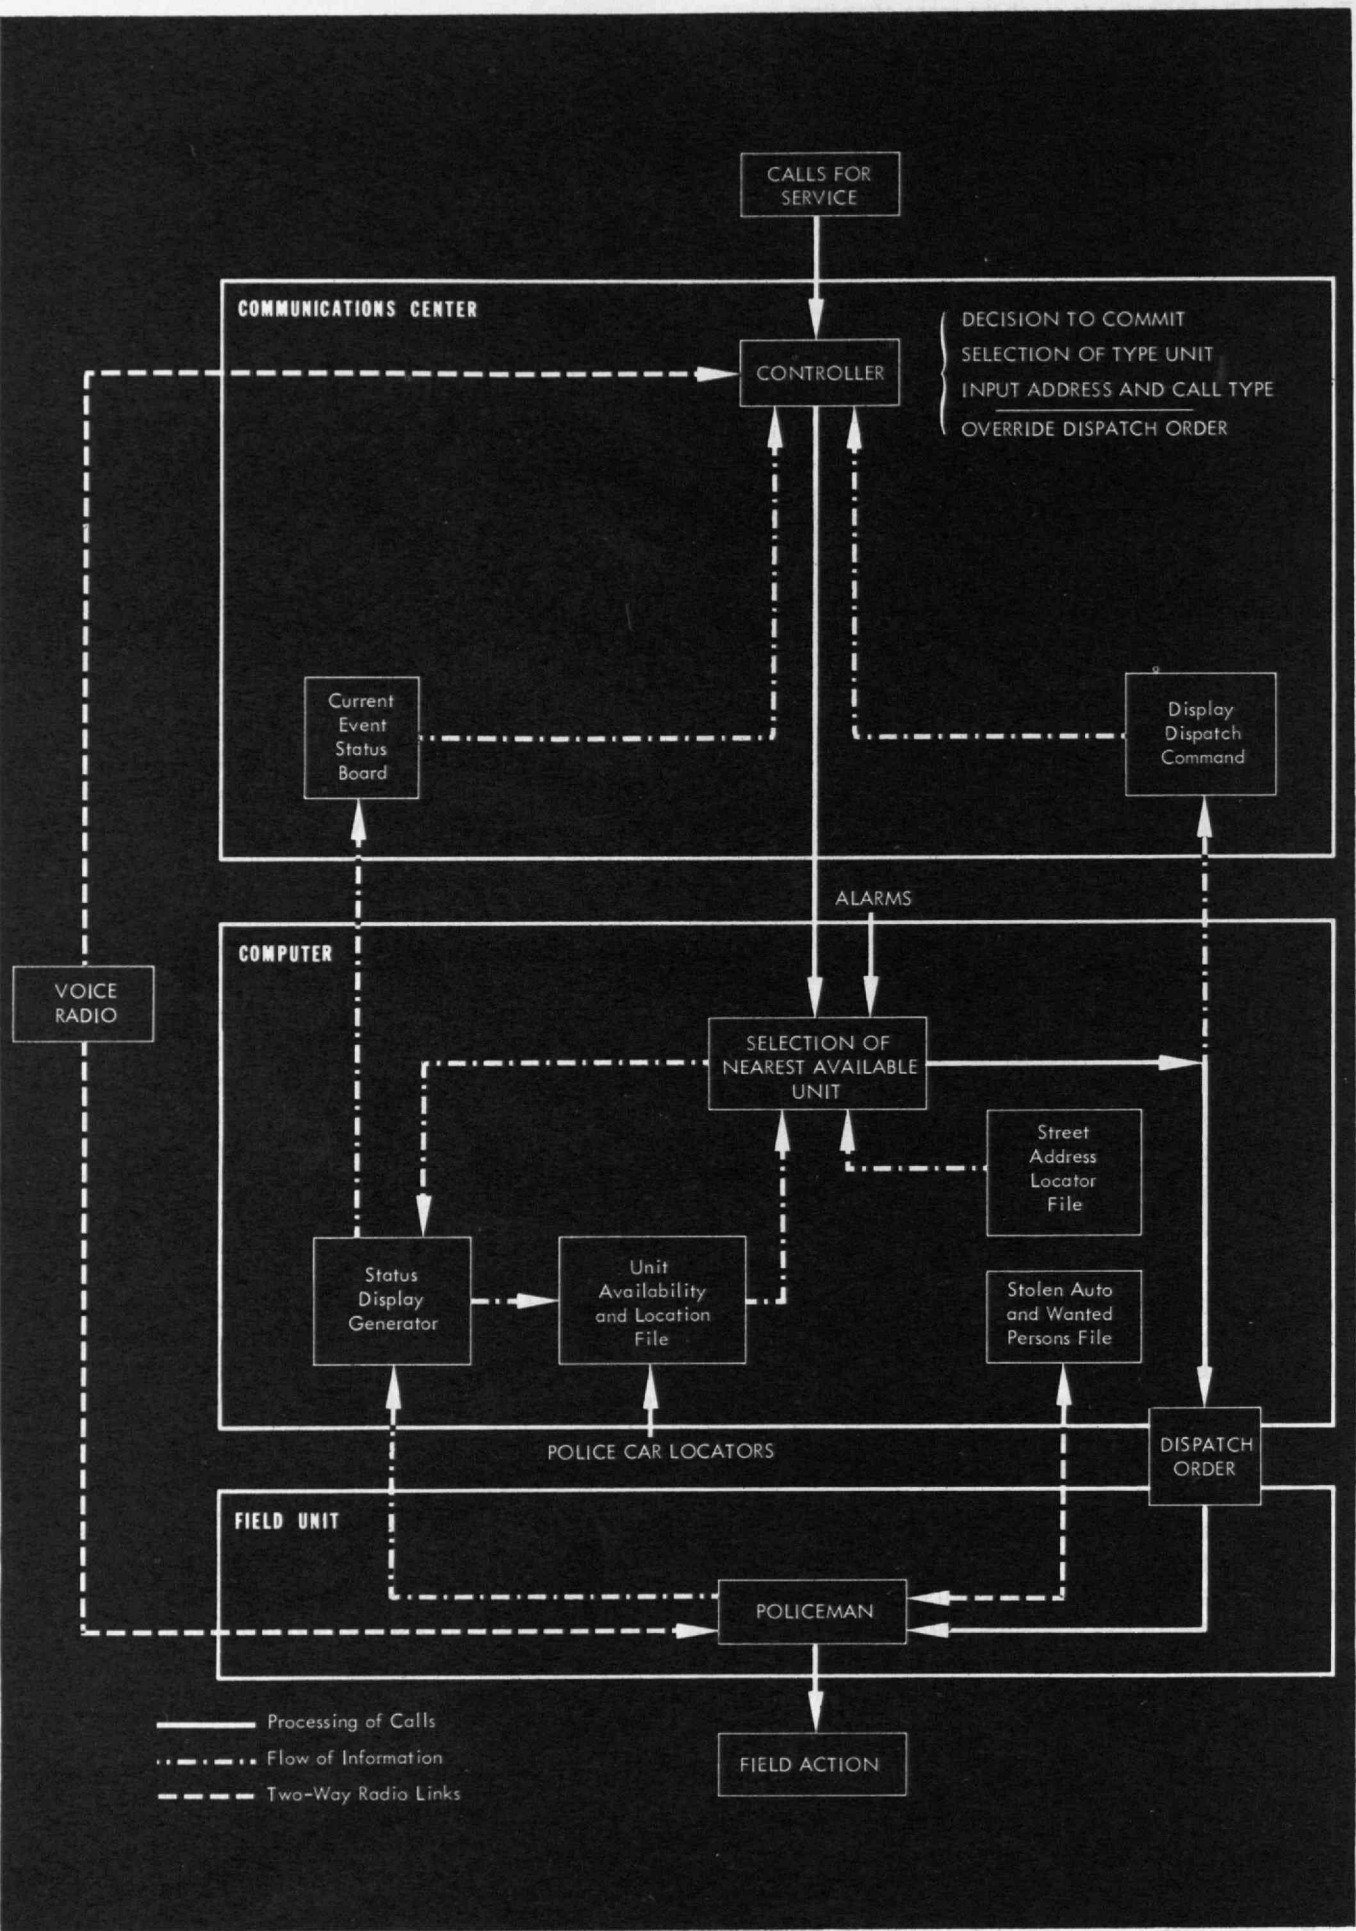 CALLS FOR
SERVICE
COMMUNICATIONS CENTER
CONTROLLER
DECISION TO COMMIT
SELECTION OF TYPE UNIT
INPUT ADDRESS AND CALL TYPE
OVERRIDE DISPATCH ORDER
Current
Event
Status
Board
Display
Dispatch
Command
ALARMS
COMPUTER
VOICE
RADIO
SELECTION OF
NEAREST AVAILABLE
UNIT
Street
Address
Locator
File
Status
Display
Generator
Unit
Availability
and Location
File
Stolen Auto
and Wanted
Persons File
POLICE CAR LOCATORS
DISPATCH
ORDER
FIELD UNIT
POLICEMAN
Processing of Calls
Flow of Information
Two-Way Radio Links
FIELD ACTION